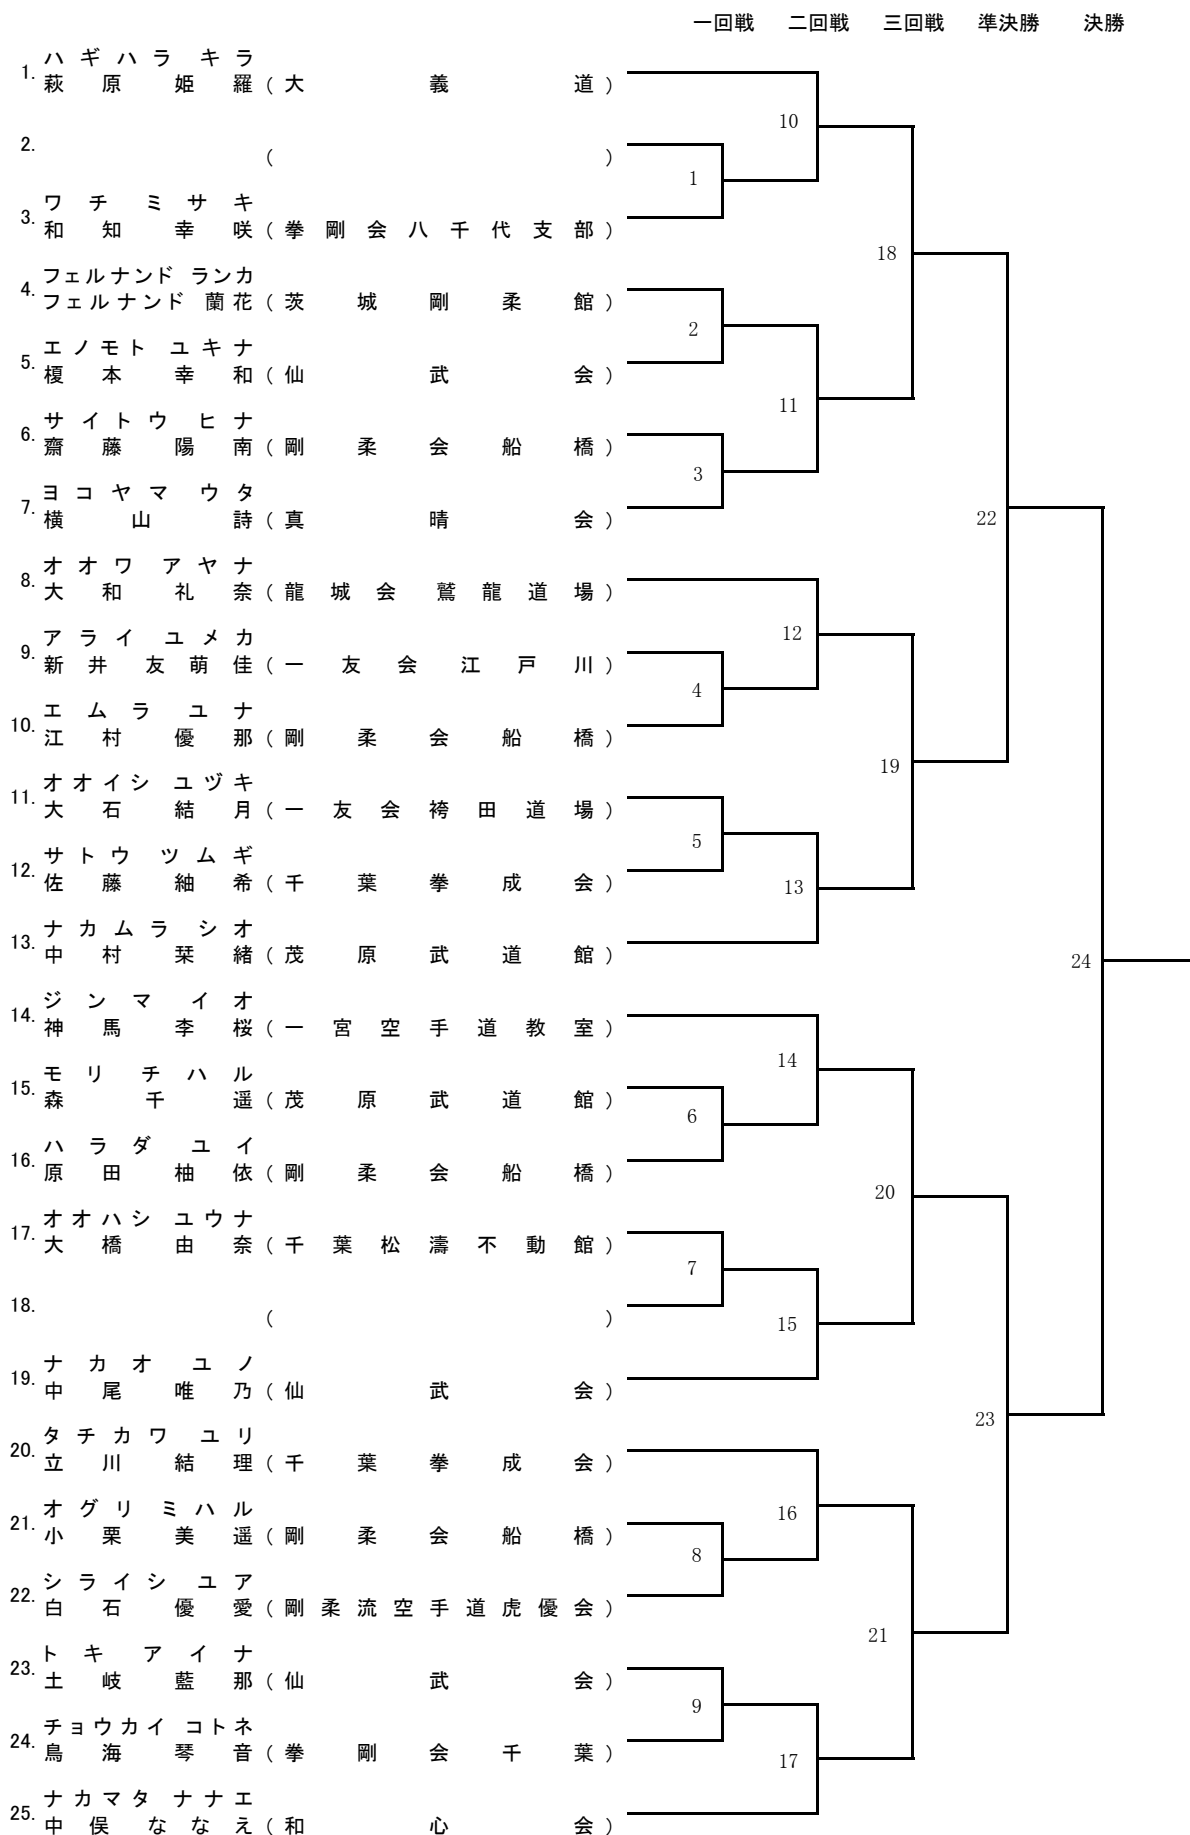 一回戦 二回戦 三回戦 準決勝 決勝
ハギハラ キラ
1. 萩原 姫羅 (大義道)
10
2. ( )
1
ワチ ミサキ
3. 和知 幸咲 (拳剛会八千代支部)
18
フェルナンド ランカ
4. フェルナンド 蘭花 (茨城剛柔館)
2
エノモト ユキナ
5. 榎本 幸和 (仙武会)
11
サイトウ ヒナ
6. 齋藤 陽南 (剛柔会船橋)
3
ヨコヤマ ウタ
7. 横山 詩 (真晴会)
22
オオワ アヤナ
8. 大和 礼奈 (龍城会 鷲龍道場)
12
アライ ユメカ
9. 新井 友萌佳 (一友会江戸川)
4
エムラ ユナ
10. 江村 優那 (剛柔会船橋)
19
オオイシ ユヅキ
11. 大石 結月 (一友会袴田道場)
5
サトウ ツムギ
12. 佐藤 紬希 (千葉拳成会)
13
ナカムラ シオ
13. 中村 栞緒 (茂原武道館)
24
ジンマ イオ
14. 神馬 李桜 (一宮空手道教室)
14
モリ チハル
15. 森 千遥 (茂原武道館)
6
ハラダ ユイ
16. 原田 柚依 (剛柔会船橋)
20
オオハシ ユウナ
17. 大橋 由奈 (千葉松濤不動館)
7
18. ( )
15
ナカオ ユノ
19. 中尾 唯乃 (仙武会)
23
タチカワ ユリ
20. 立川 結理 (千葉拳成会)
16
オグリ ミハル
21. 小栗 美遥 (剛柔会船橋)
8
シライシ ユア
22. 白石 優愛 (剛柔流空手道虎優会)
21
トキ アイナ
23. 土岐 藍那 (仙武会)
9
チョウカイ コトネ
24. 鳥海 琴音 (拳剛会千葉)
17
ナカマタ ナナエ
25. 中俣 ななえ (和心会)